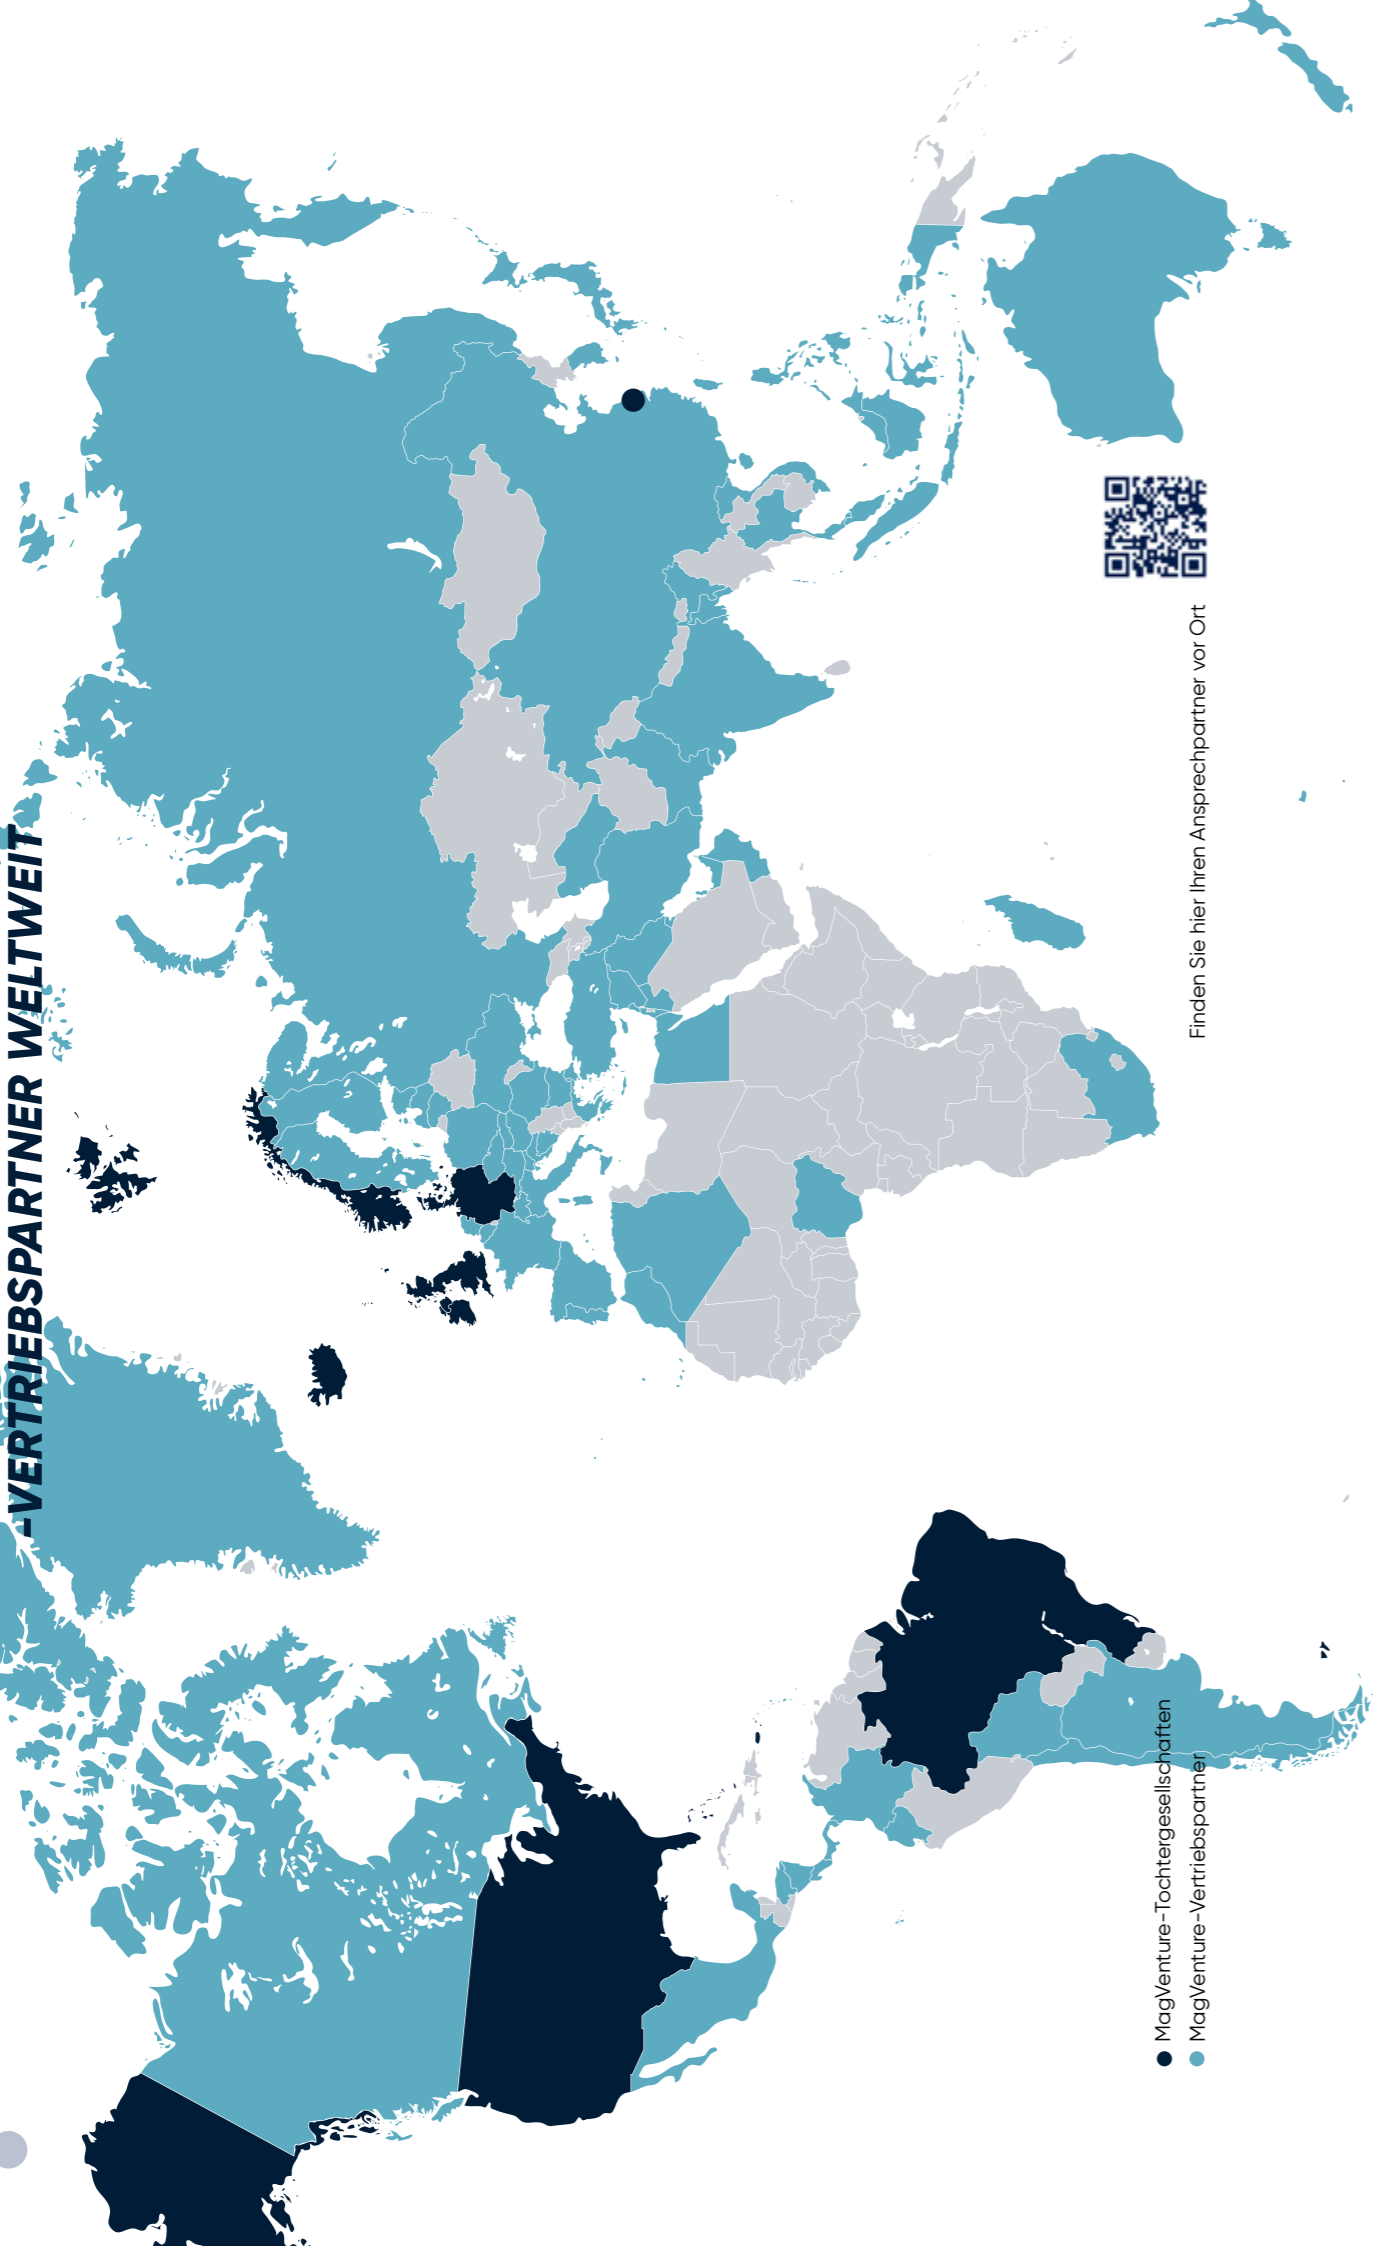 -VERTRIEBSPARTNER WELTWEIT
Finden Sie hier Ihren Ansprechpartner vor Ort
MagVenture-Tochtergesellschaften
MagVenture-Vertriebspartner